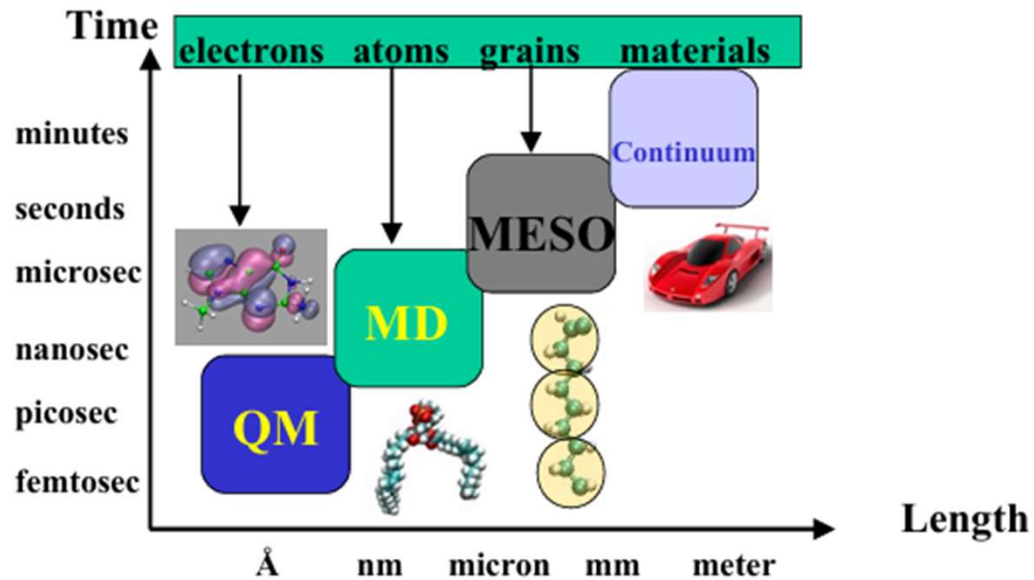 Time
electrons atoms grains materials
minutes
Continuum
seconds
MESO
microsec
MD
nanosec
picosec
QM
femtosec
Length
Å nm micron mm meter